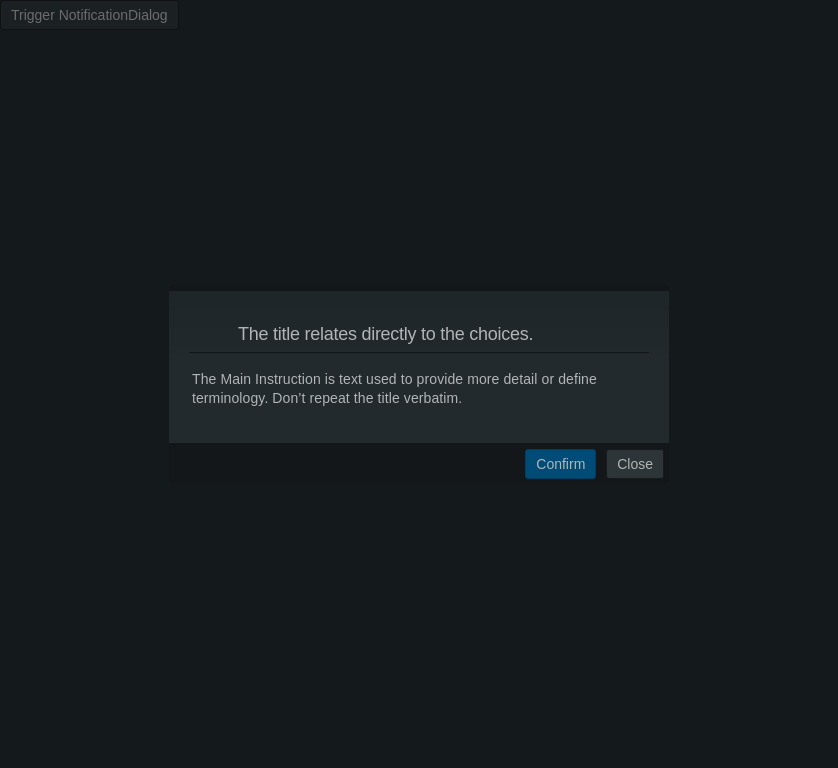 Trigger NotificationDialog
The title relates directly to the choices.
The Main Instruction is text used to provide more detail or define
terminology. Don't repeat the title verbatim.
Confirm
Close